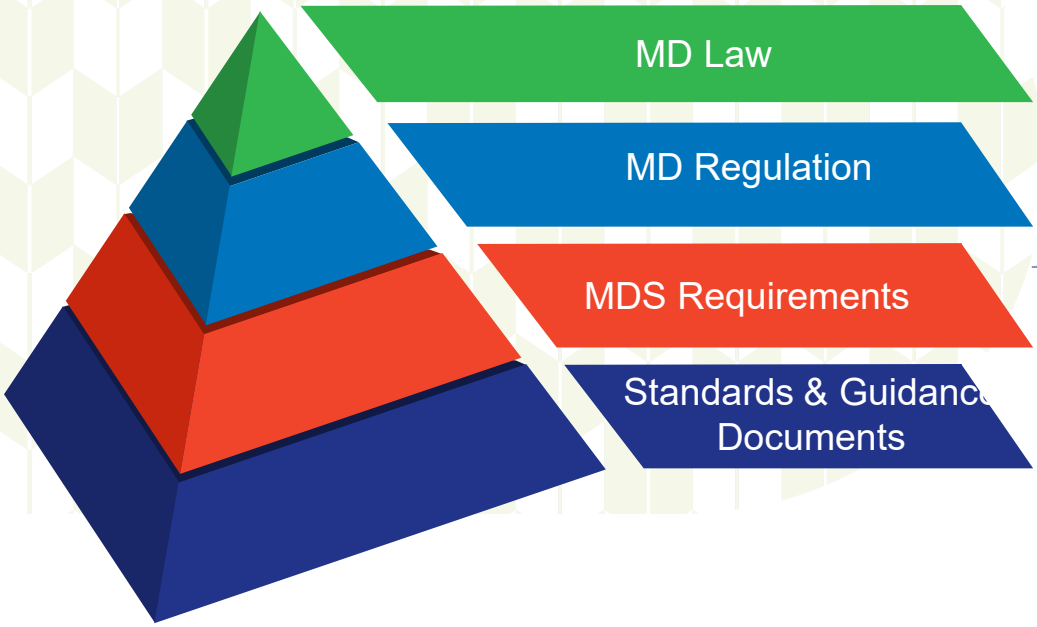 MD Law
MD Regulation
MDS Requirements
Standards & Guidance
Documents